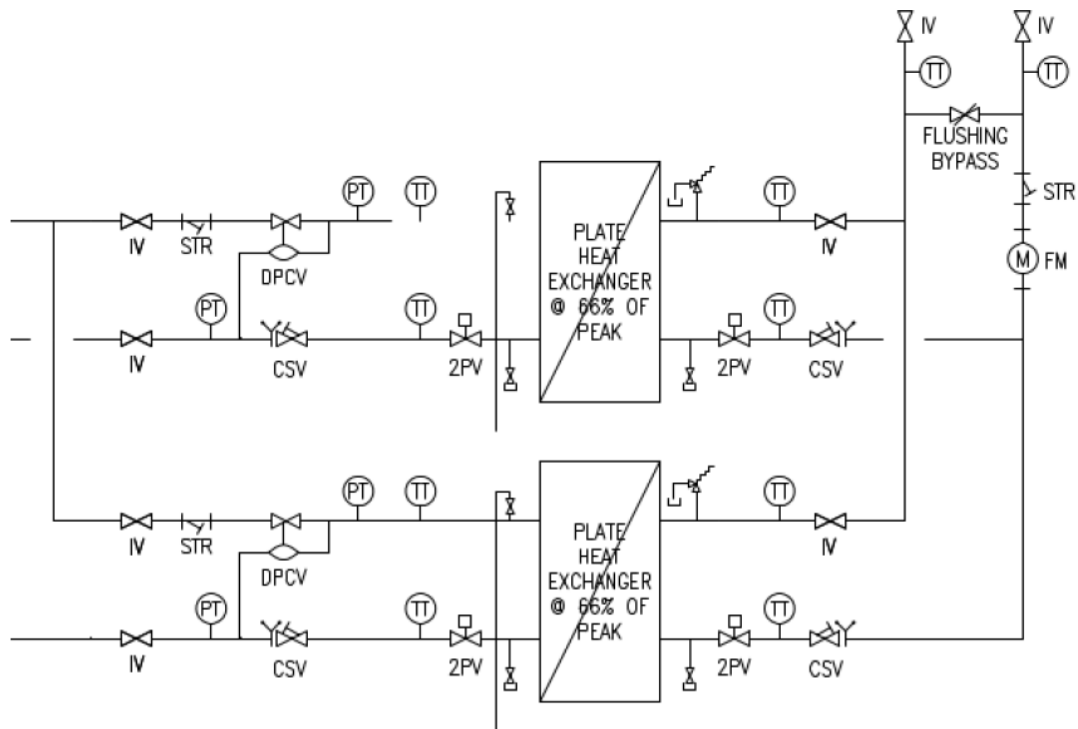 IV
IV
TT
TT
FLUSHING
BYPASS
STR
M
FM
PT
TT
TT
IV
STR
DPCV
IV
PLATE
HEAT
EXCHANGER
@ 66% OF
PEAK
PT
TT
TT
IV
CSV
2PV
2PV
CSV
PT
TT
TT
IV
STR
DPCV
IV
PLATE
HEAT
EXCHANGER
@ 66% OF
PEAK
PT
TT
TT
IV
CSV
2PV
2PV
CSV